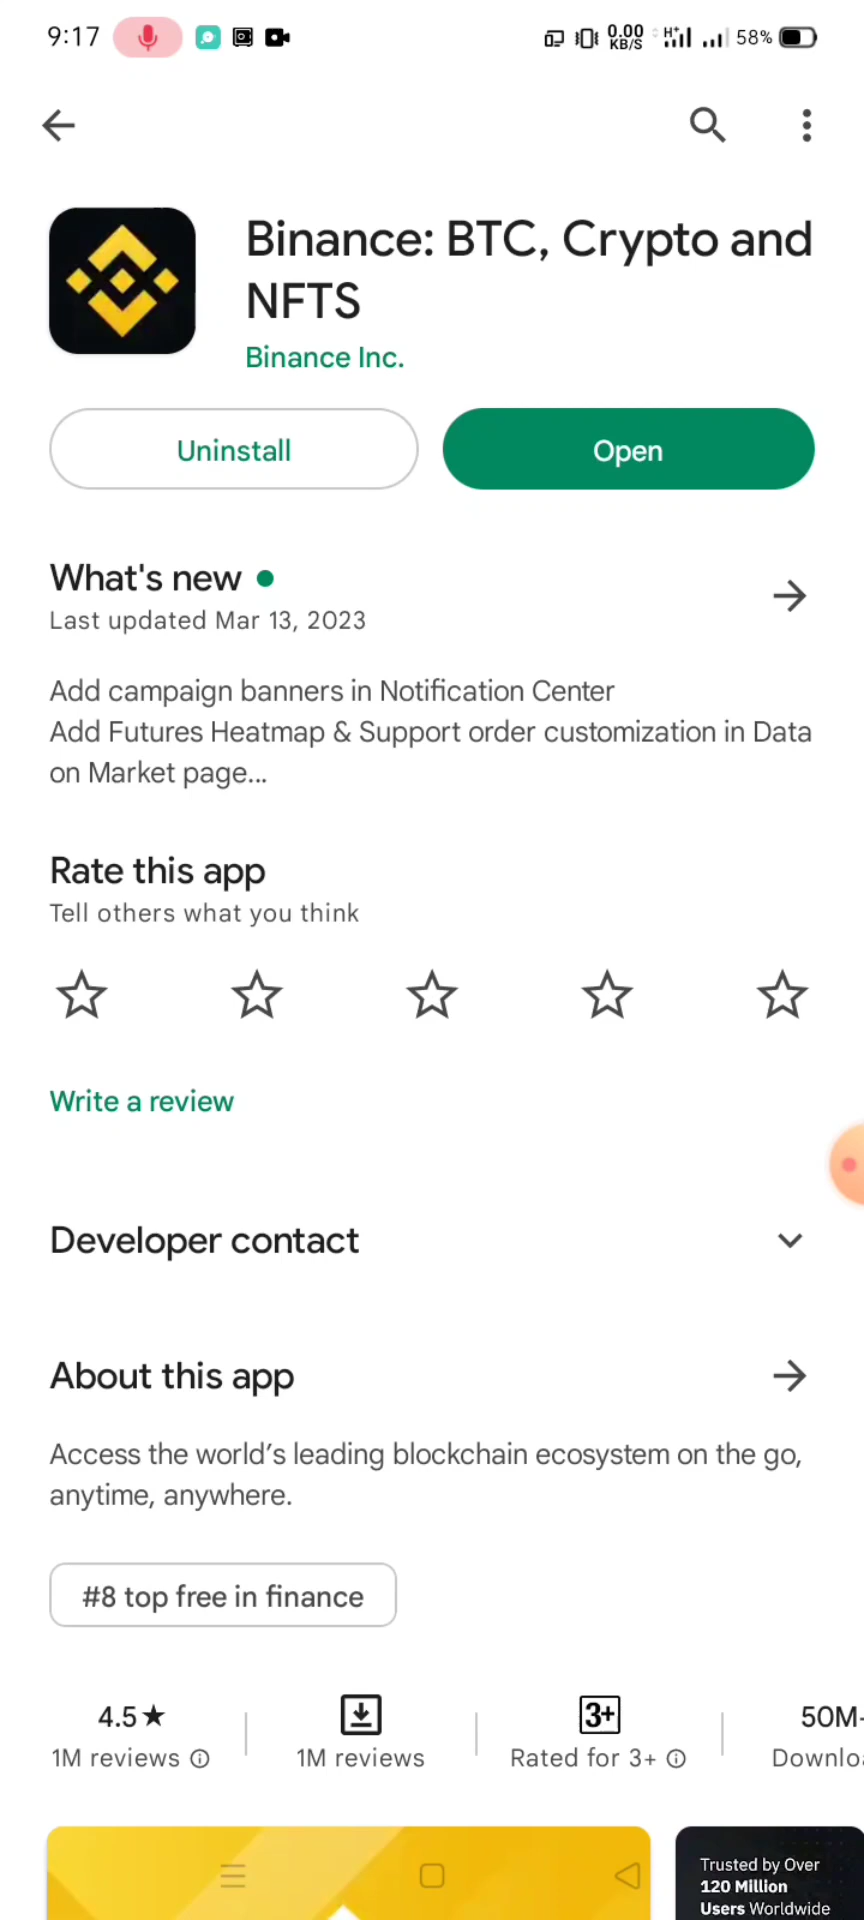 9:17
0.00
KB/S
H+
58%
Binance: BTC, Crypto and
NFTS
Binance Inc.
Uninstall
Open
What's new
Last updated Mar 13, 2023
Add campaign banners in Notification Center
Add Futures Heatmap & Support order customization in Data
on Market page...
Rate this app
Tell others what you think
Write a review
Developer contact
About this app
Access the world's leading blockchain ecosystem on the go,
anytime, anywhere.
#8 top free in finance
4.5★
1M reviews
1M reviews
3+
Rated for 3+
50M
Downloa
Trusted by Over
120 Million
Users Worldwide